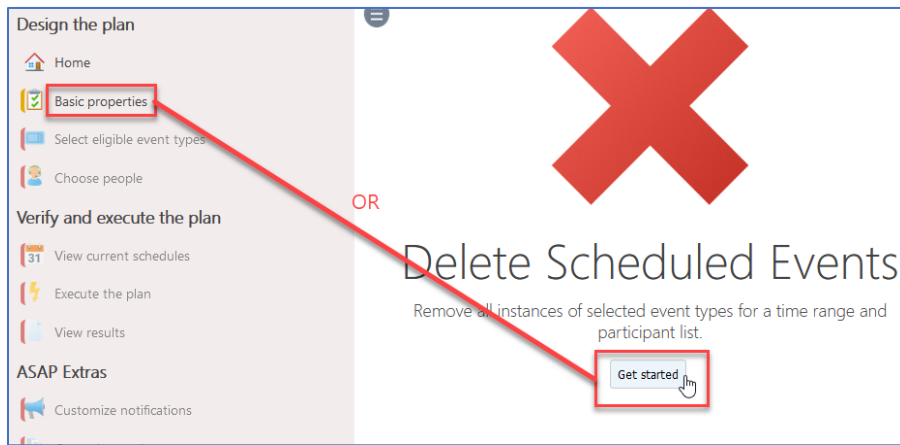 Design the plan
Home
Basic properties
Select eligible event types
Choose people
Verify and execute the plan
31
View current schedules
Execute the plan
View results
ASAP Extras
Customize notifications
OR
Delete Scheduled Events
Remove all instances of selected event types for a time range and
participant list.
Get started